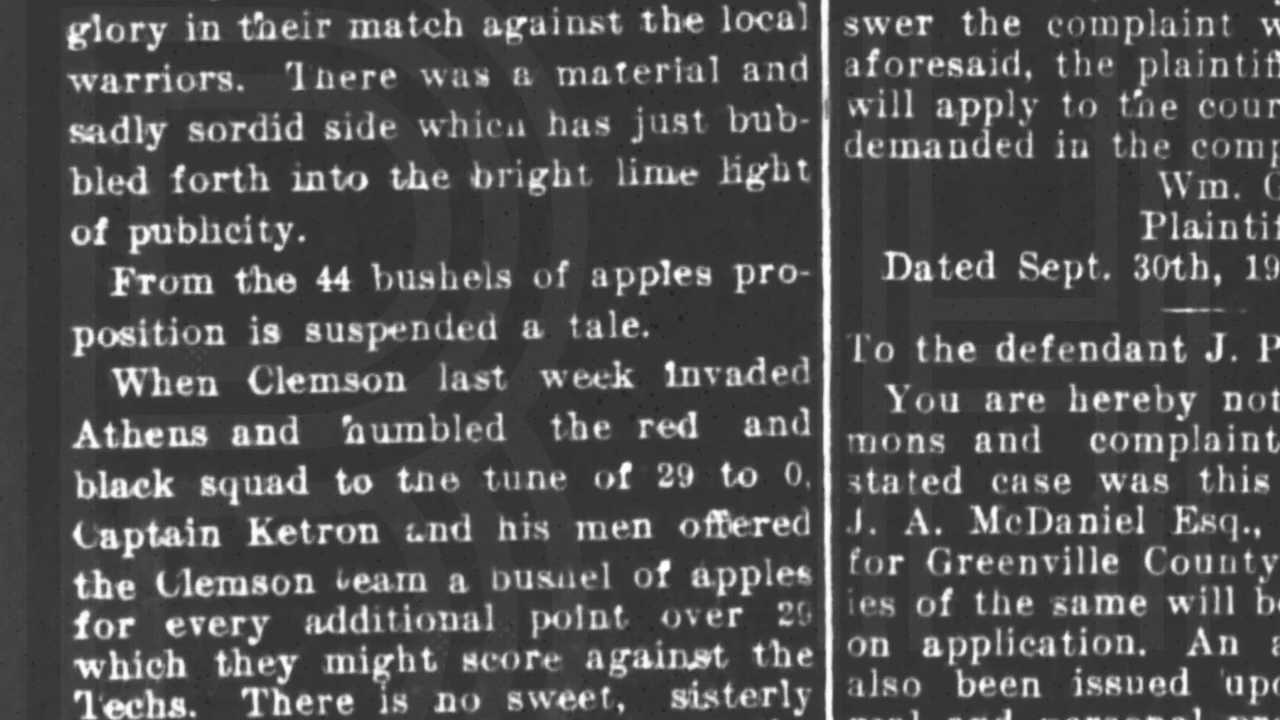 glory in their match against the local
warriors. There was a material and
sadly sordid side which has just bub-
bled forth into the bright lime light
of publicity.
From the 44 bushels of apples pro-
position is suspended a tale.
When Clemson last week invaded
Athens and humbled the red and
black squad to the tune of 29 to 0,
Captain Ketron and his men offered
the Clemson team a bushel of apples
for every additional point over 29
which they might score against the
Techs. There is no sweet, sisterly
swer the complaint
aforesaid, the plaintiff
will apply to the cour
demanded in the comp
Wm.
Plaintif
Dated Sept. 30th, 19
To the defendant J. P
You are hereby not
mons and complaint
stated case was this
J. A. McDaniel Esq.,
for Greenville County
ies of the same will b
on application. An a
also been issued upo